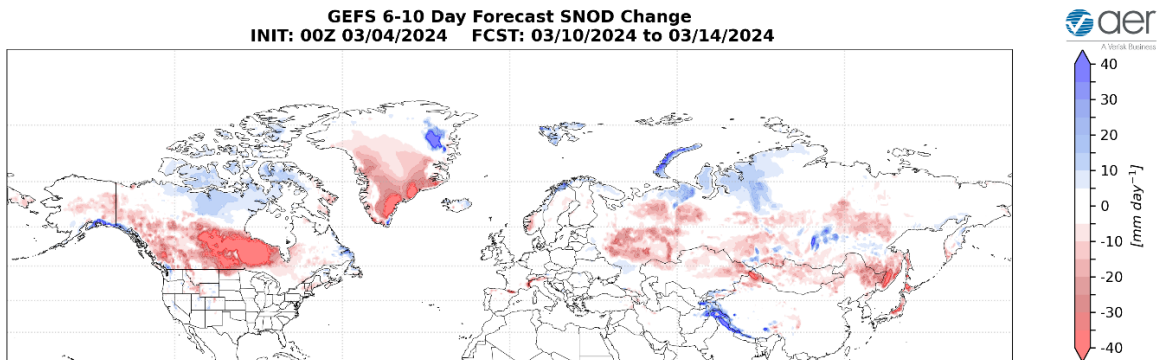 GEFS 6-10 Day Forecast SNOD Change
INIT: 00Z 03/04/2024    FCST: 03/10/2024 to 03/14/2024
aer
A Verisk Business
40
30
20
10
0
-10
-20
-30
-40
[mm day⁻¹]